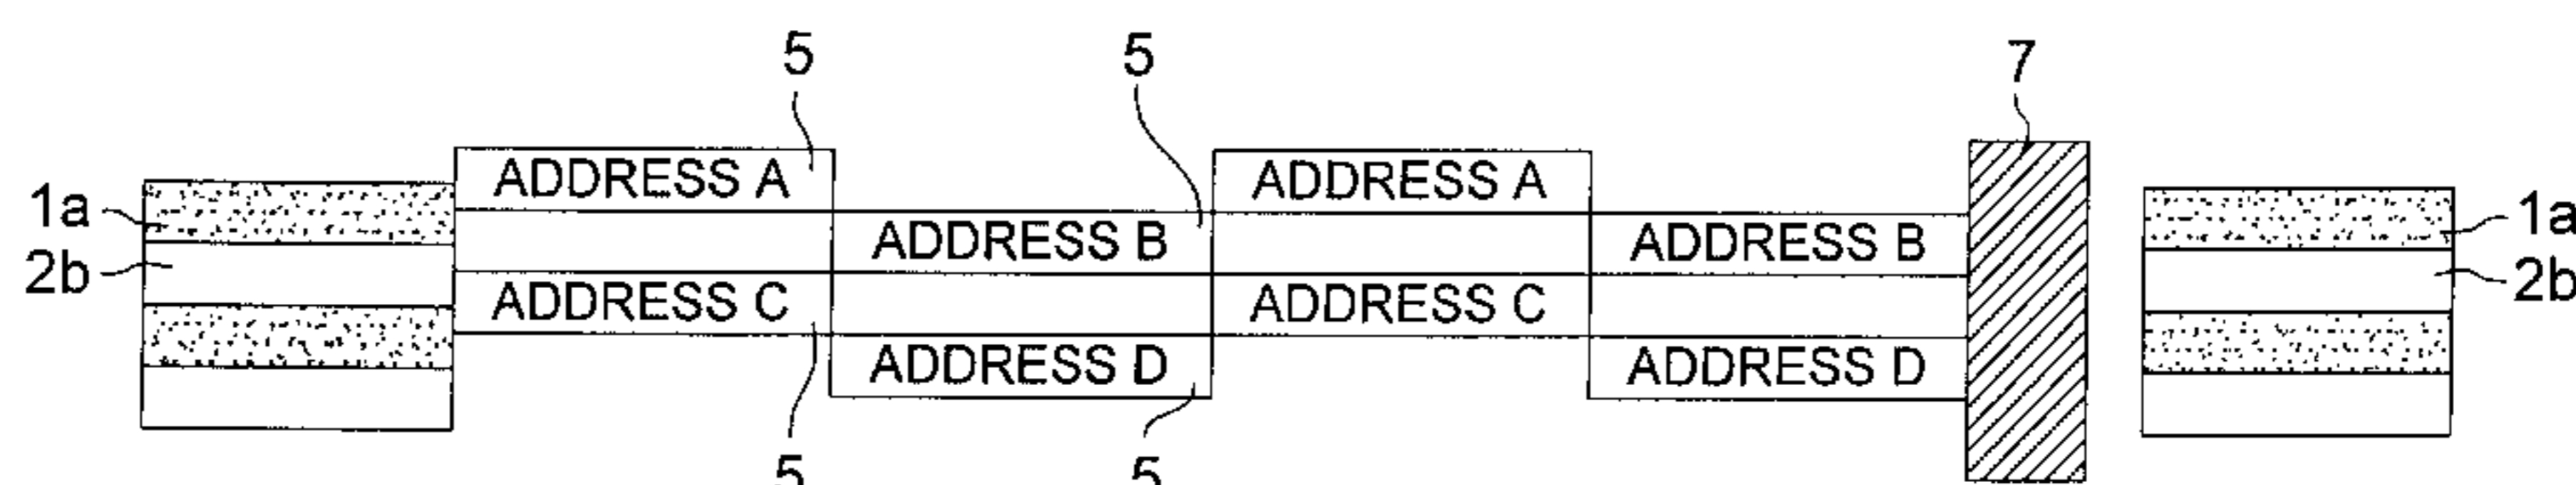 5 5 7
ADDRESS A ADDRESS A
1a 1a
ADDRESS B ADDRESS B
2b 2b
ADDRESS C ADDRESS C
ADDRESS D ADDRESS D
5 5